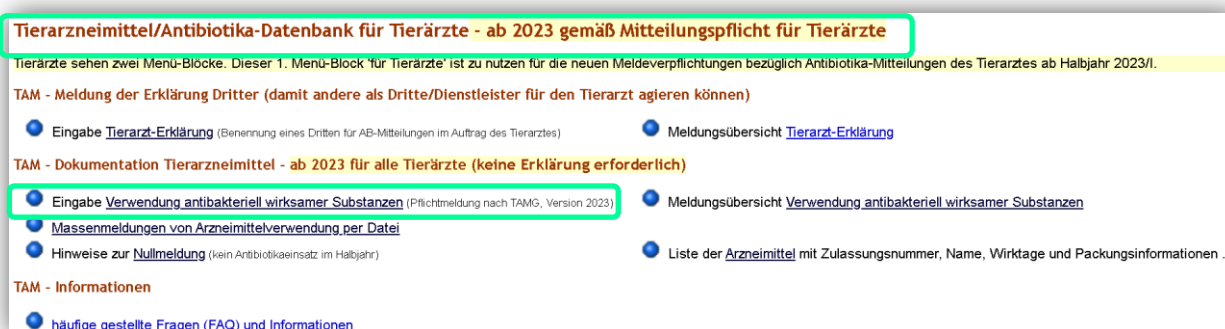 Tierarzneimittel/Antibiotika-Datenbank für Tierärzte - ab 2023 gemäß Mitteilungspflicht für Tierärzte
Tierärzte sehen zwei Menü-Blöcke. Dieser 1. Menü-Block 'für Tierärzte' ist zu nutzen für die neuen Meldeverpflichtungen bezüglich Antibiotika-Mitteilungen des Tierarztes ab Halbjahr 2023/I.
TAM - Meldung der Erklärung Dritter (damit andere als Dritte/Dienstleister für den Tierarzt agieren können)
Eingabe Tierarzt-Erklärung (Benennung eines Dritten für AB-Mitteilungen im Auftrag des Tierarztes)
Meldungsübersicht Tierarzt-Erklärung
TAM - Dokumentation Tierarzneimittel - ab 2023 für alle Tierärzte (keine Erklärung erforderlich)
Eingabe Verwendung antibakteriell wirksamer Substanzen (Pflichtmeldung nach TAMG, Version 2023)
Meldungsübersicht Verwendung antibakteriell wirksamer Substanzen
Massenmeldungen von Arzneimittelverwendung per Datei
Hinweise zur Nullmeldung (kein Antibiotikaeinsatz im Halbjahr)
Liste der Arzneimittel mit Zulassungsnummer, Name, Wirktage und Packungsinformationen .
TAM - Informationen
häufige gestellte Fragen (FAQ) und Informationen